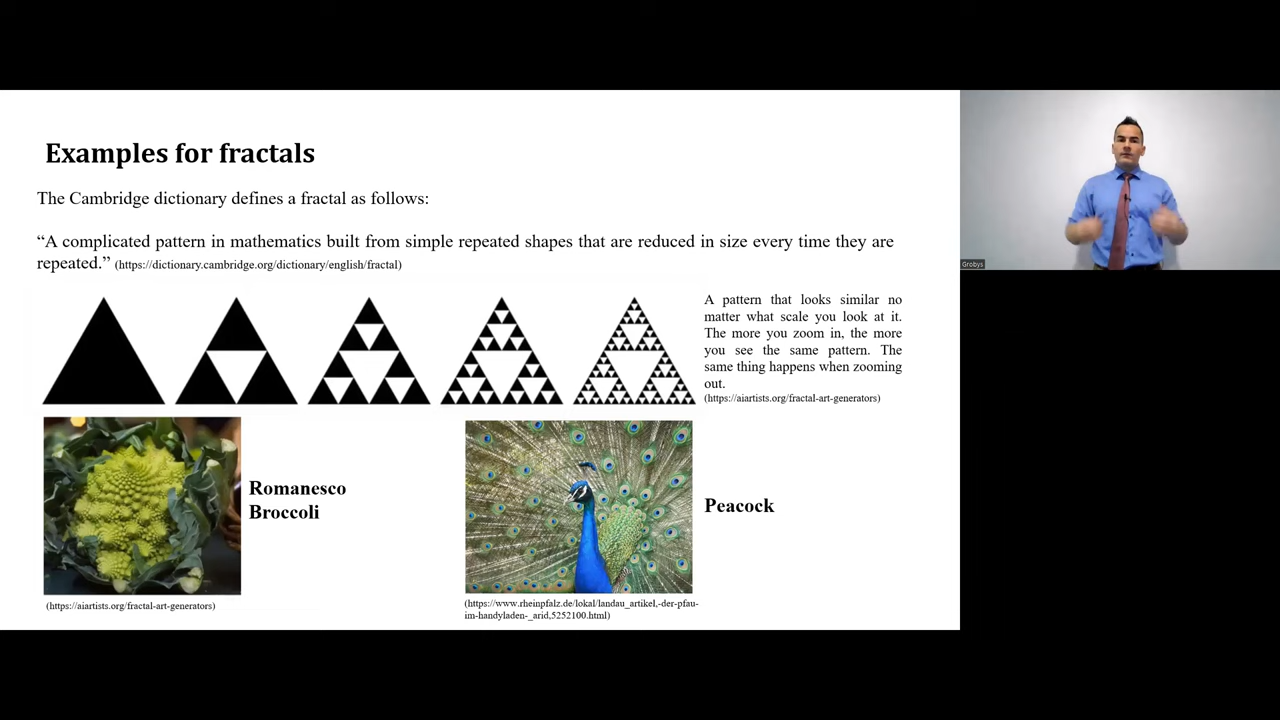 Examples for fractals
The Cambridge dictionary defines a fractal as follows:
“A complicated pattern in mathematics built from simple repeated shapes that are reduced in size every time they are
repeated.” (https://dictionary.cambridge.org/dictionary/english/fractal)
A pattern that looks similar no
matter what scale you look at it.
The more you zoom in, the more
you see the same pattern. The
same thing happens when zooming
out.
(https://aiartists.org/fractal-art-generators)
Romanesco
Broccoli
(https://aiartists.org/fractal-art-generators)
Peacock
(https://www.rheinpfalz.de/lokal/landau_artikel,-der-pfau-
im-handyladen-_arid,5252100.html)
Grobys